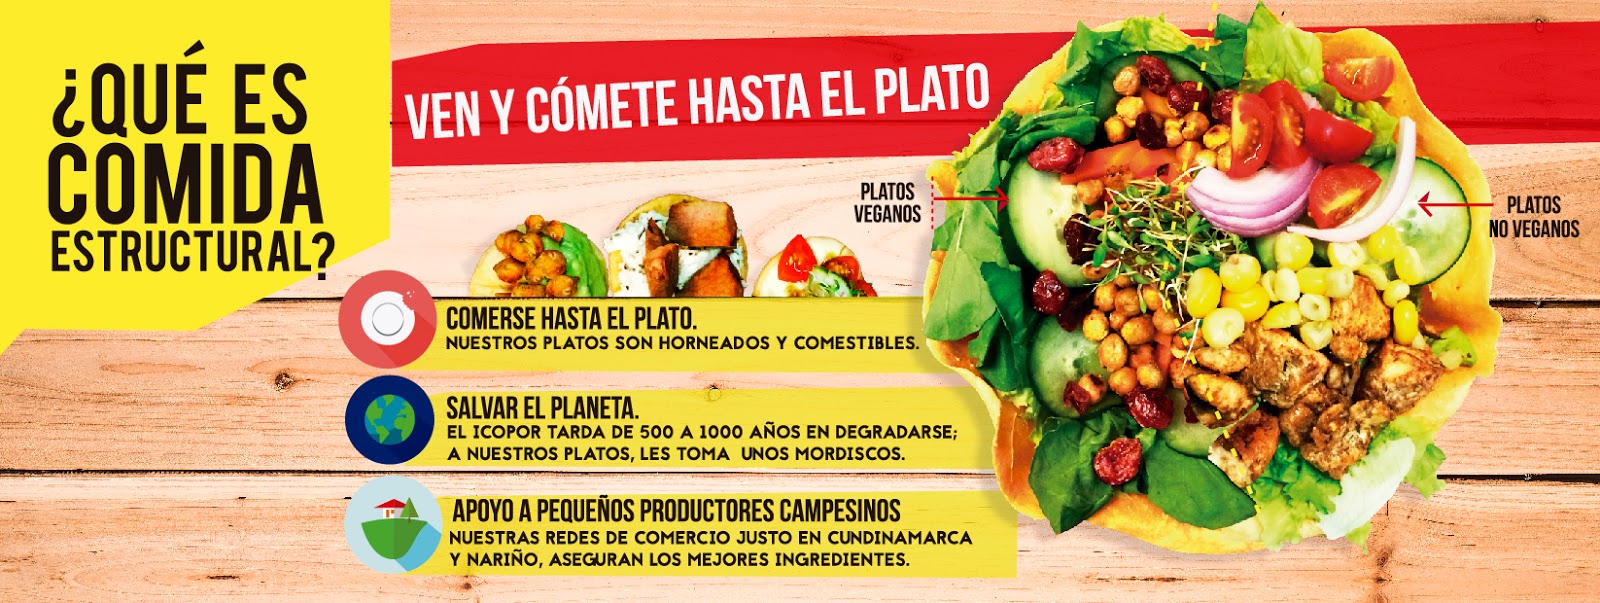 ¿QUÉ ES
COMIDA
ESTRUCTURAL?
VEN Y CÓMETE HASTA EL PLATO
PLATOS
VEGANOS
PLATOS
NO VEGANOS
COMERSE HASTA EL PLATO.
NUESTROS PLATOS SON HORNEADOS Y COMESTIBLES.
SALVAR EL PLANETA.
EL ICOPOR TARDA DE 500 A 1000 AÑOS EN DEGRADARSE;
A NUESTROS PLATOS, LES TOMA UNOS MORDISCOS.
APOYO A PEQUEÑOS PRODUCTORES CAMPESINOS
NUESTRAS REDES DE COMERCIO JUSTO EN CUNDINAMARCA
Y NARIÑO, ASEGURAN LOS MEJORES INGREDIENTES.